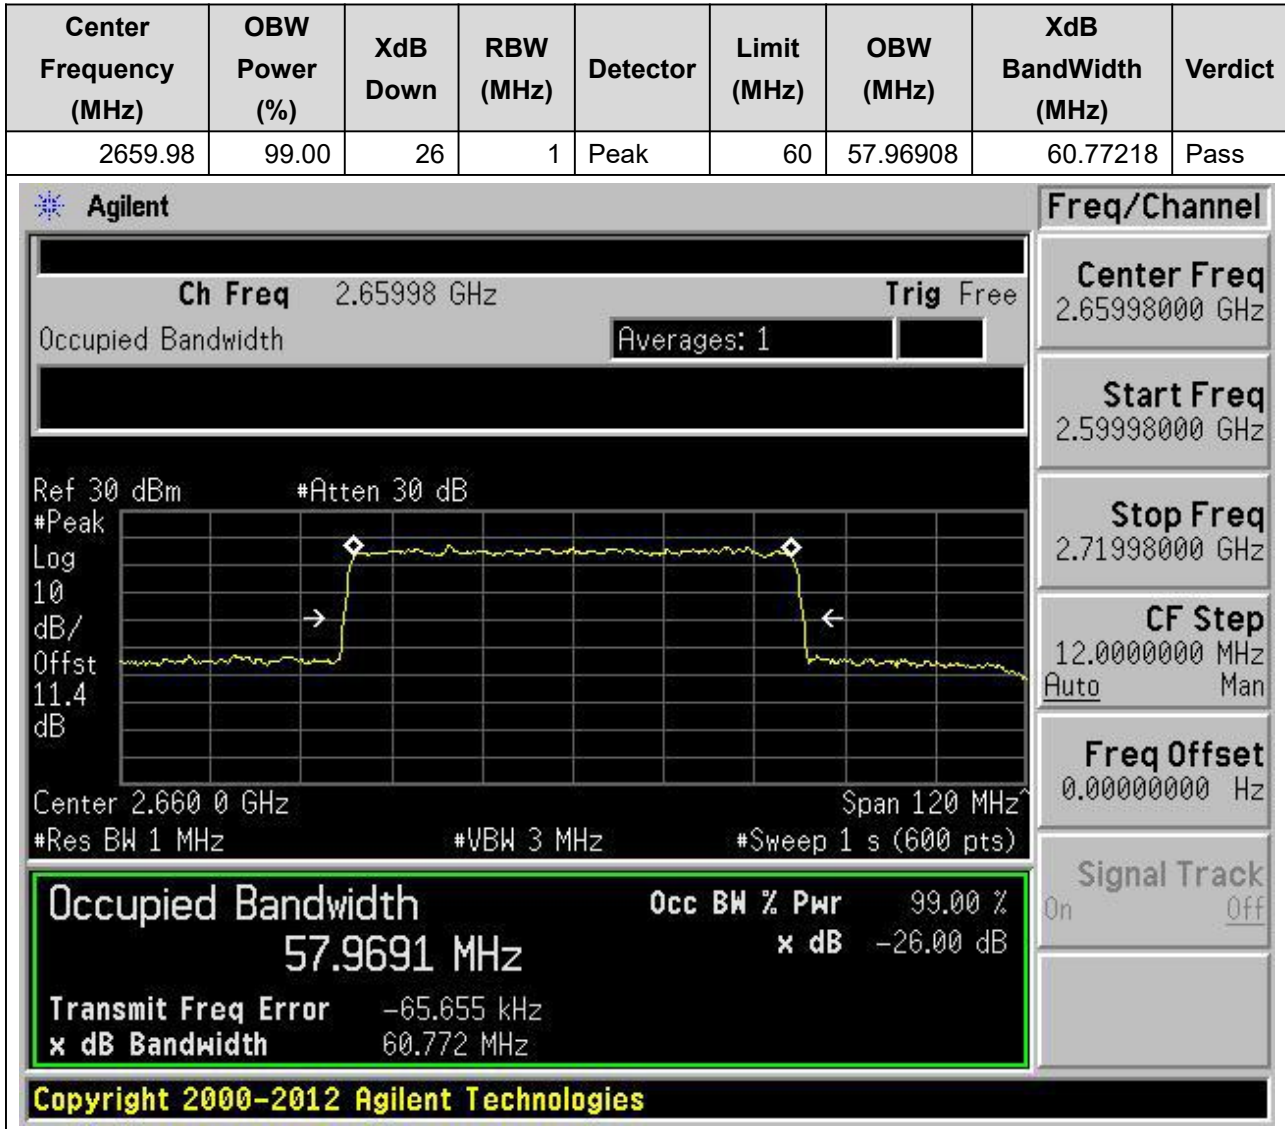 Center Frequency (MHz) OBW Power (%) XdB Down RBW (MHz) Detector Limit (MHz) OBW (MHz) XdB BandWidth (MHz) Verdict
2659.98 99.00 26 1 Peak 60 57.96908 60.77218 Pass
Agilent
Freq/Channel
Ch Freq 2.65998 GHz Trig Free
Occupied Bandwidth Averages: 1
Center Freq
2.65998000 GHz
Start Freq
2.59998000 GHz
Stop Freq
2.71998000 GHz
CF Step
12.0000000 MHz
Auto Man
Freq Offset
0.00000000 Hz
Signal Track
On Off
Ref 30 dBm #Atten 30 dB
#Peak
Log
10
dB/
Offst
11.4
dB
Center 2.660 0 GHz Span 120 MHz^
#Res BW 1 MHz #VBW 3 MHz #Sweep 1 s (600 pts)
Occupied Bandwidth Occ BW % Pwr 99.00 %
57.9691 MHz x dB -26.00 dB
Transmit Freq Error -65.655 kHz
x dB Bandwidth 60.772 MHz
Copyright 2000-2012 Agilent Technologies